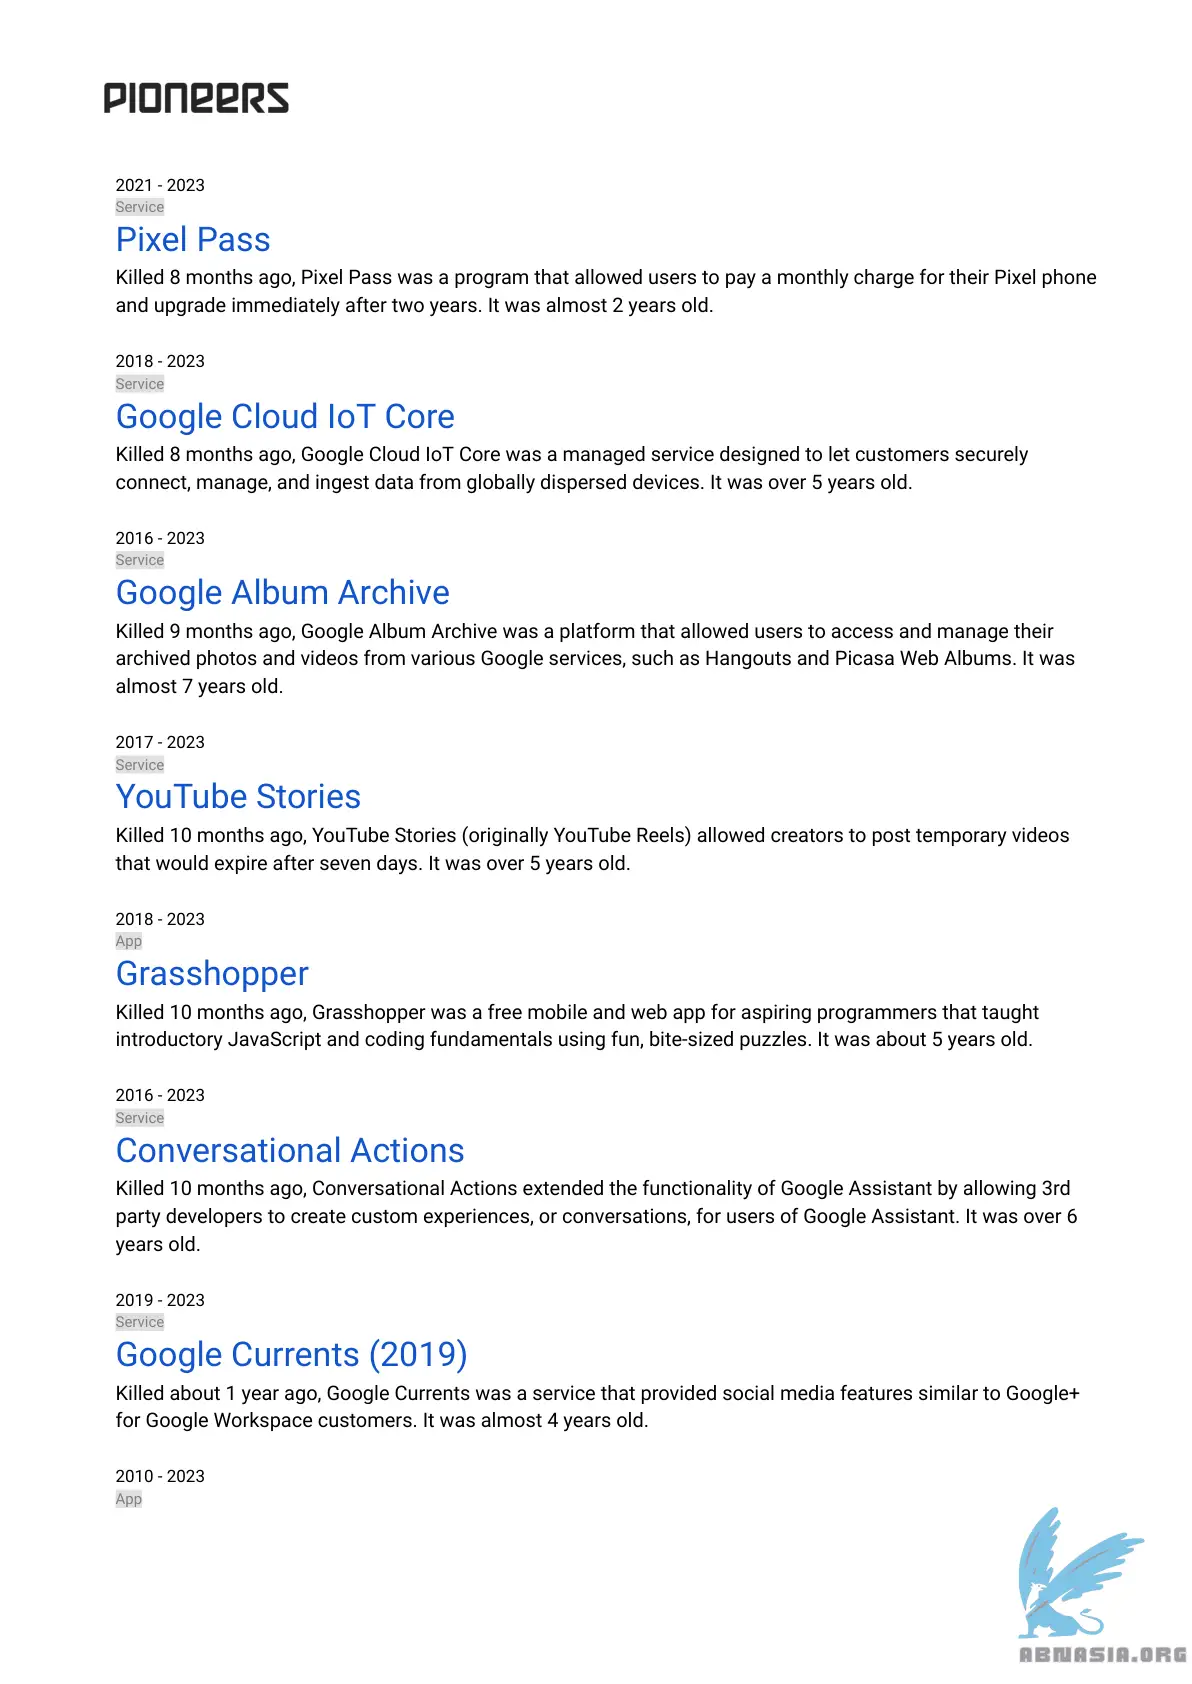 PIONEERS
2021 - 2023
Service
Pixel Pass
Killed 8 months ago, Pixel Pass was a program that allowed users to pay a monthly charge for their Pixel phone
and upgrade immediately after two years. It was almost 2 years old.
2018 - 2023
Service
Google Cloud IoT Core
Killed 8 months ago, Google Cloud IoT Core was a managed service designed to let customers securely
connect, manage, and ingest data from globally dispersed devices. It was over 5 years old.
2016 - 2023
Service
Google Album Archive
Killed 9 months ago, Google Album Archive was a platform that allowed users to access and manage their
archived photos and videos from various Google services, such as Hangouts and Picasa Web Albums. It was
almost 7 years old.
2017 - 2023
Service
YouTube Stories
Killed 10 months ago, YouTube Stories (originally YouTube Reels) allowed creators to post temporary videos
that would expire after seven days. It was over 5 years old.
2018 - 2023
App
Grasshopper
Killed 10 months ago, Grasshopper was a free mobile and web app for aspiring programmers that taught
introductory JavaScript and coding fundamentals using fun, bite-sized puzzles. It was about 5 years old.
2016 - 2023
Service
Conversational Actions
Killed 10 months ago, Conversational Actions extended the functionality of Google Assistant by allowing 3rd
party developers to create custom experiences, or conversations, for users of Google Assistant. It was over 6
years old.
2019 - 2023
Service
Google Currents (2019)
Killed about 1 year ago, Google Currents was a service that provided social media features similar to Google+
for Google Workspace customers. It was almost 4 years old.
2010 - 2023
App
ABNASIA.ORG